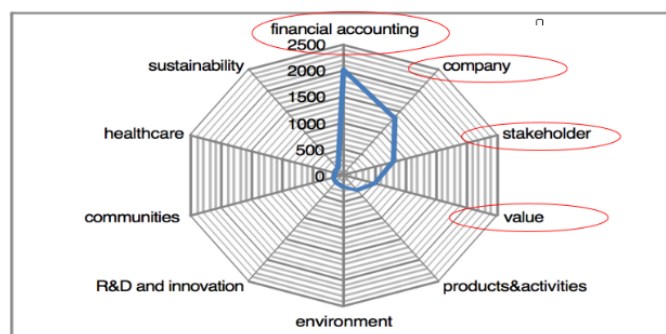 financial accounting
2500
sustainability
company
2000
1500
healthcare
stakeholder
1000
500
0
communities
value
R&D and innovation
products&activities
environment